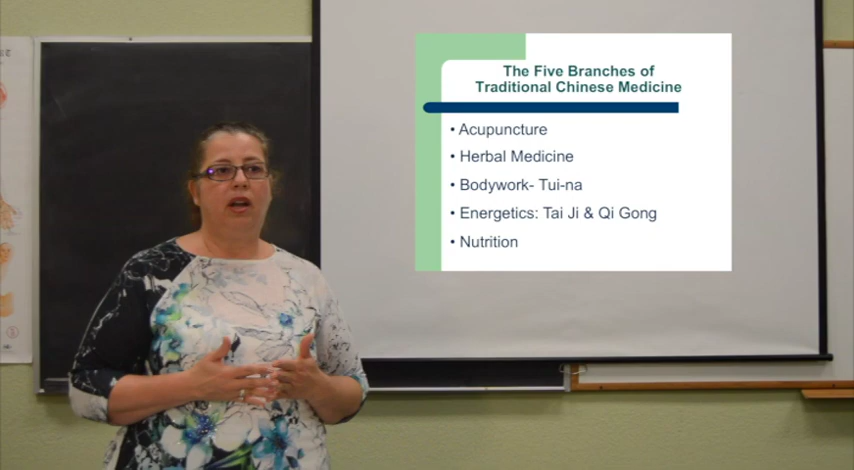 The Five Branches of
Traditional Chinese Medicine
• Acupuncture
• Herbal Medicine
• Bodywork- Tui-na
• Energetics: Tai Ji & Qi Gong
• Nutrition